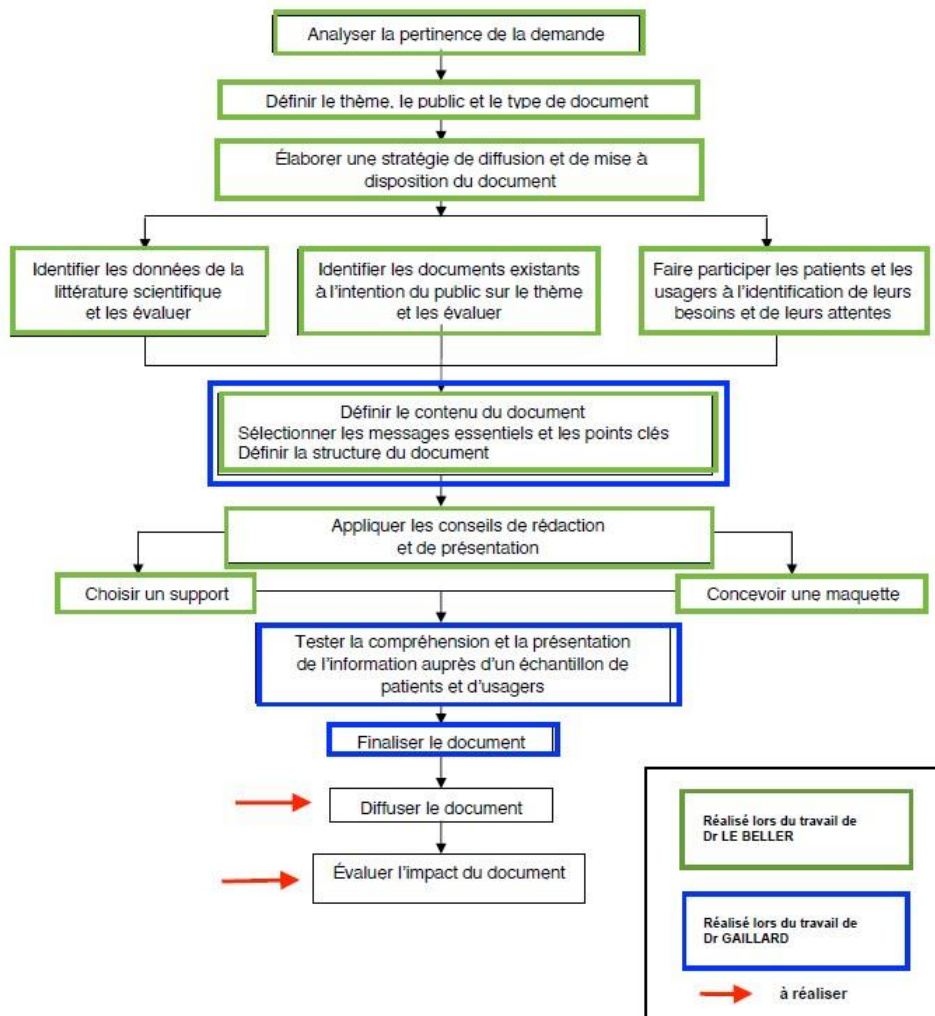 Analyser la pertinence de la demande
Définir le thème, le public et le type de document
Élaborer une stratégie de diffusion et de mise à
disposition du document
Identifier les données de la
littérature scientifique
et les évaluer
Identifier les documents existants
à l'intention du public sur le thème
et les évaluer
Faire participer les patients et les
usagers à l'identification de leurs
besoins et de leurs attentes
Définir le contenu du document
Sélectionner les messages essentiels et les points clés
Définir la structure du document
Appliquer les conseils de rédaction
et de présentation
Choisir un support
Concevoir une maquette
Tester la compréhension et la présentation
de l'information auprès d'un échantillon de
patients et d'usagers
Finaliser le document
Diffuser le document
Évaluer l'impact du document
Réalisé lors du travail de
Dr LE BELLER
Réalisé lors du travail de
Dr GAILLARD
à réaliser